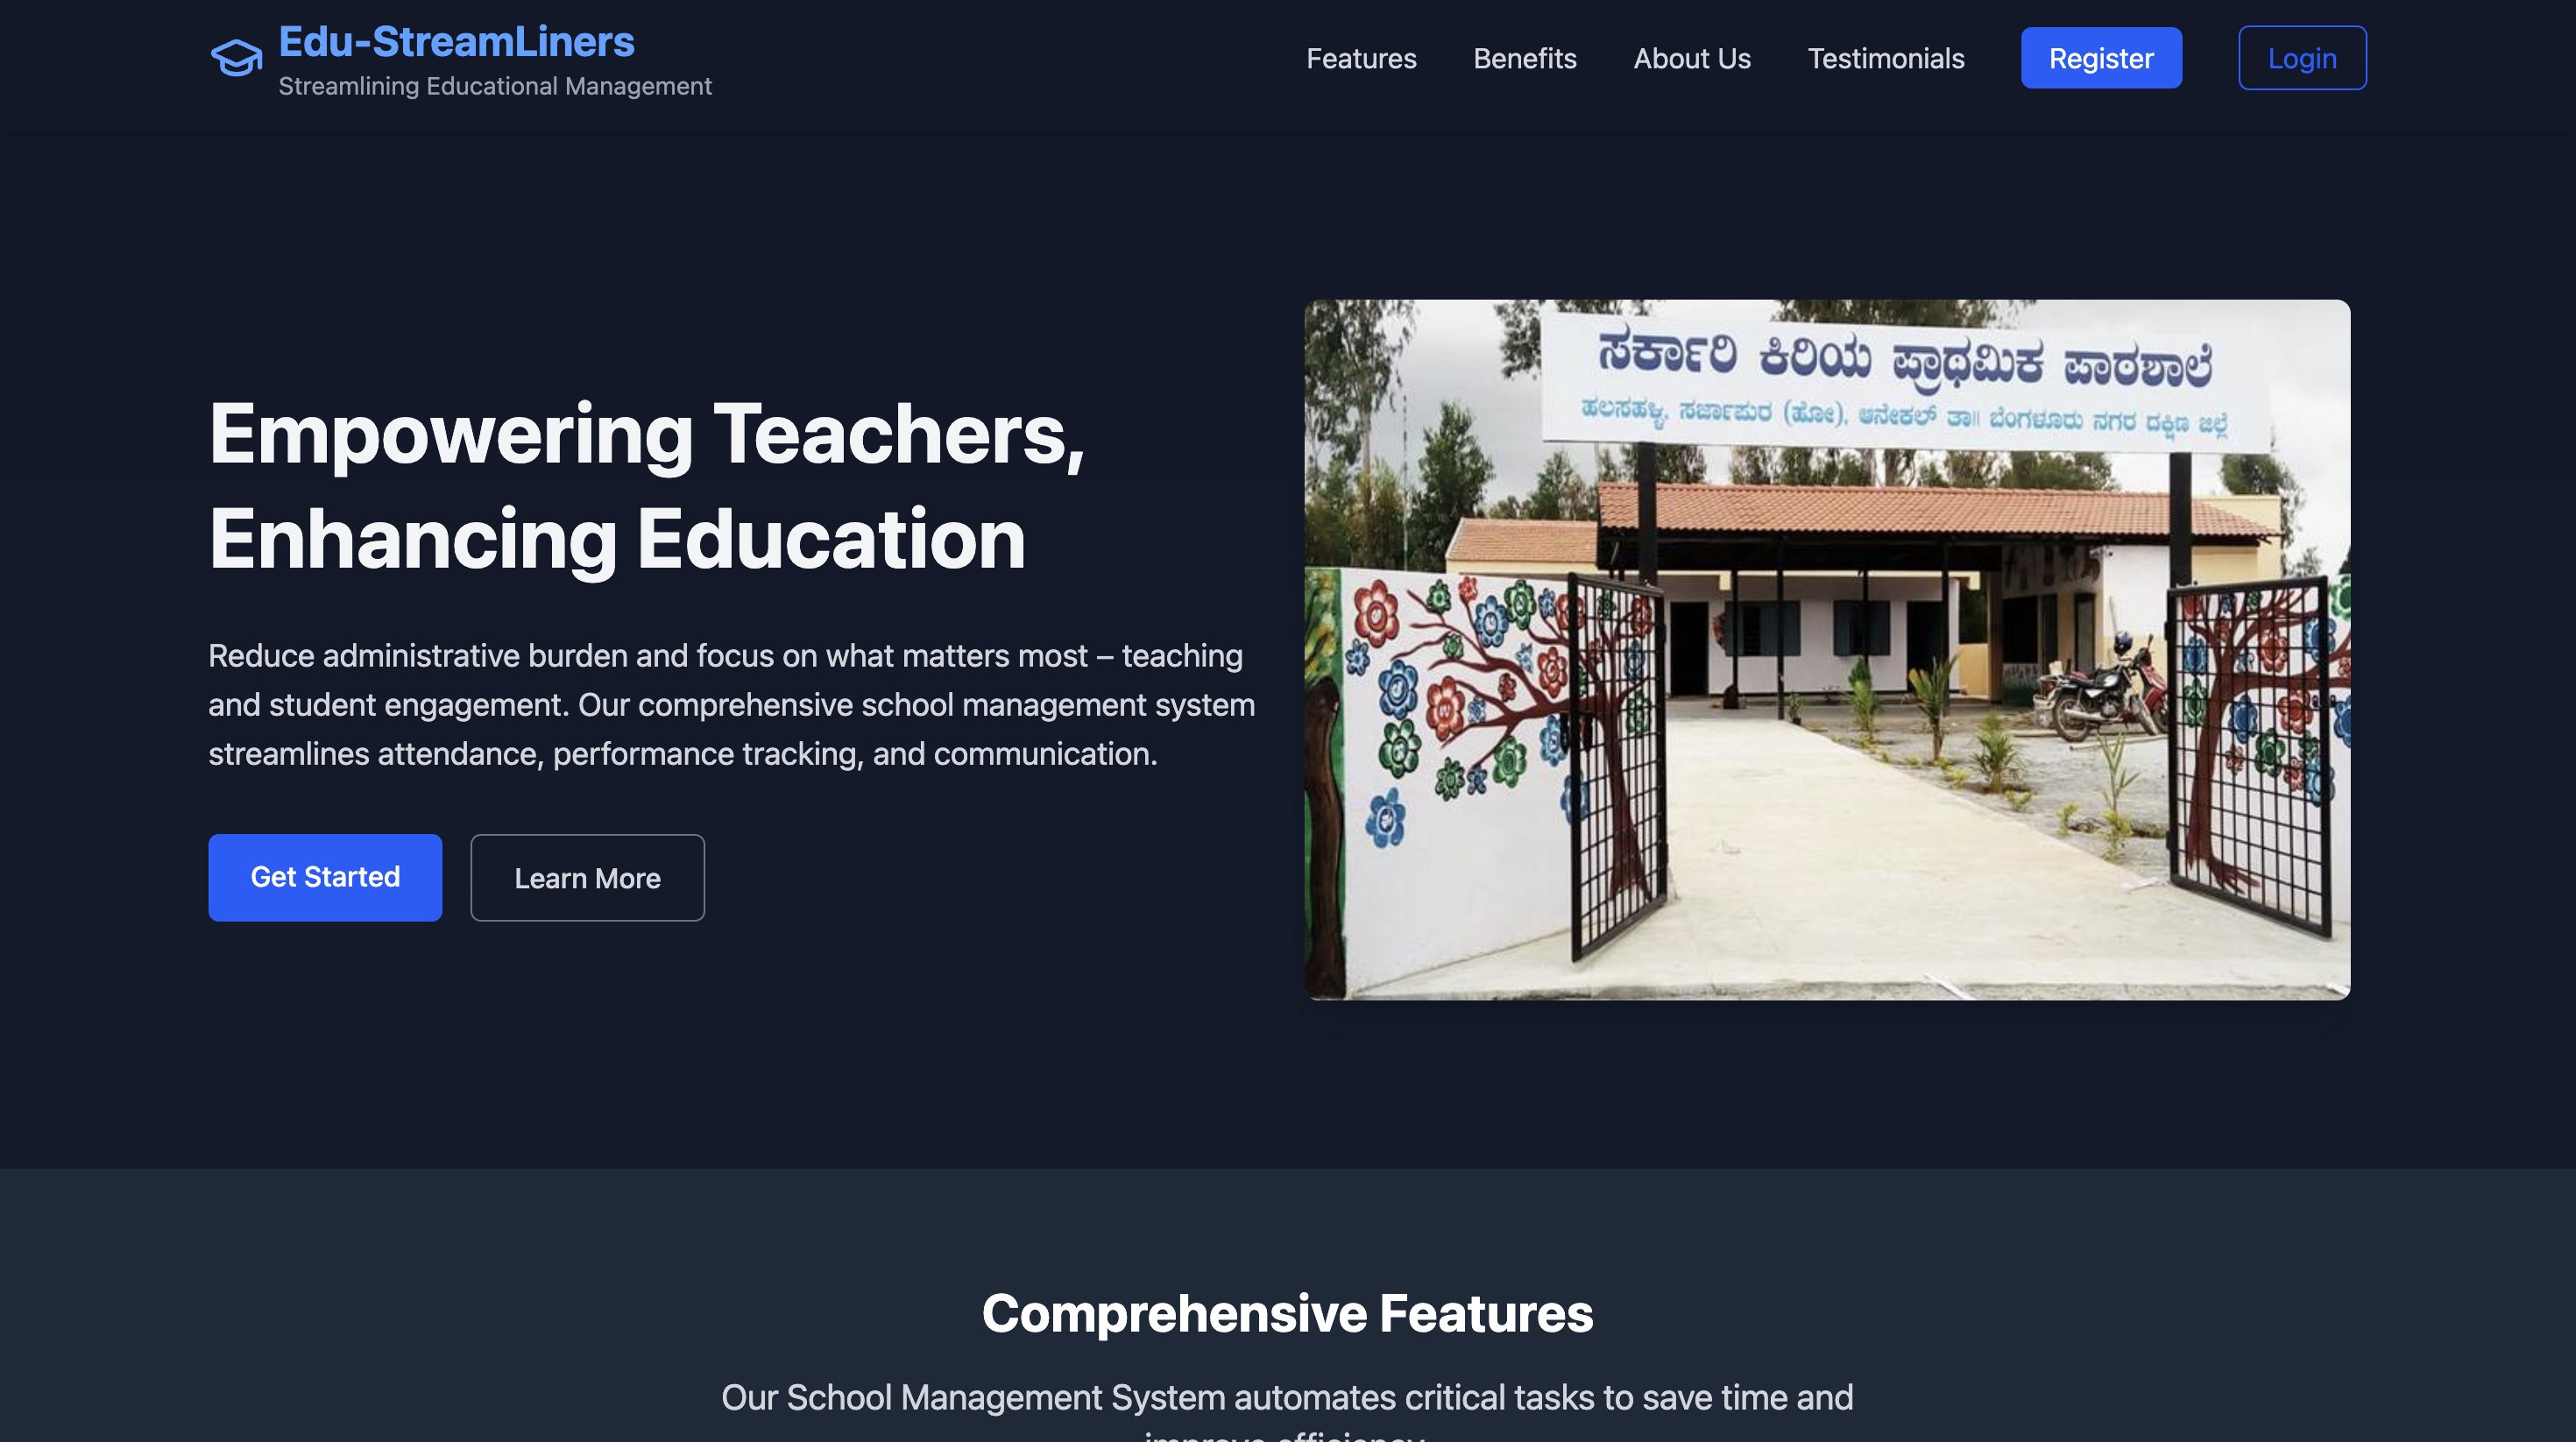 Edu-StreamLiners
Streamlining Educational Management
Features
Benefits
About Us
Testimonials
Register
Login
Empowering Teachers,
Enhancing Education
Reduce administrative burden and focus on what matters most – teaching
and student engagement. Our comprehensive school management system
streamlines attendance, performance tracking, and communication.
Get Started
Learn More
ಸರ್ಕಾರಿ ಕಿರಿಯ ಪ್ರಾಥಮಿಕ ಪಾಠಶಾಲೆ
ಹಲಸಹಳ್ಳಿ, ಸರ್ಜಾಪುರ (ಹೋ), ಆನೇಕಲ್ ತಾ॥ ಬೆಂಗಳೂರು ನಗರ ದಕ್ಷಿಣ ಜಿಲ್ಲೆ
Comprehensive Features
Our School Management System automates critical tasks to save time and
improve efficiency.